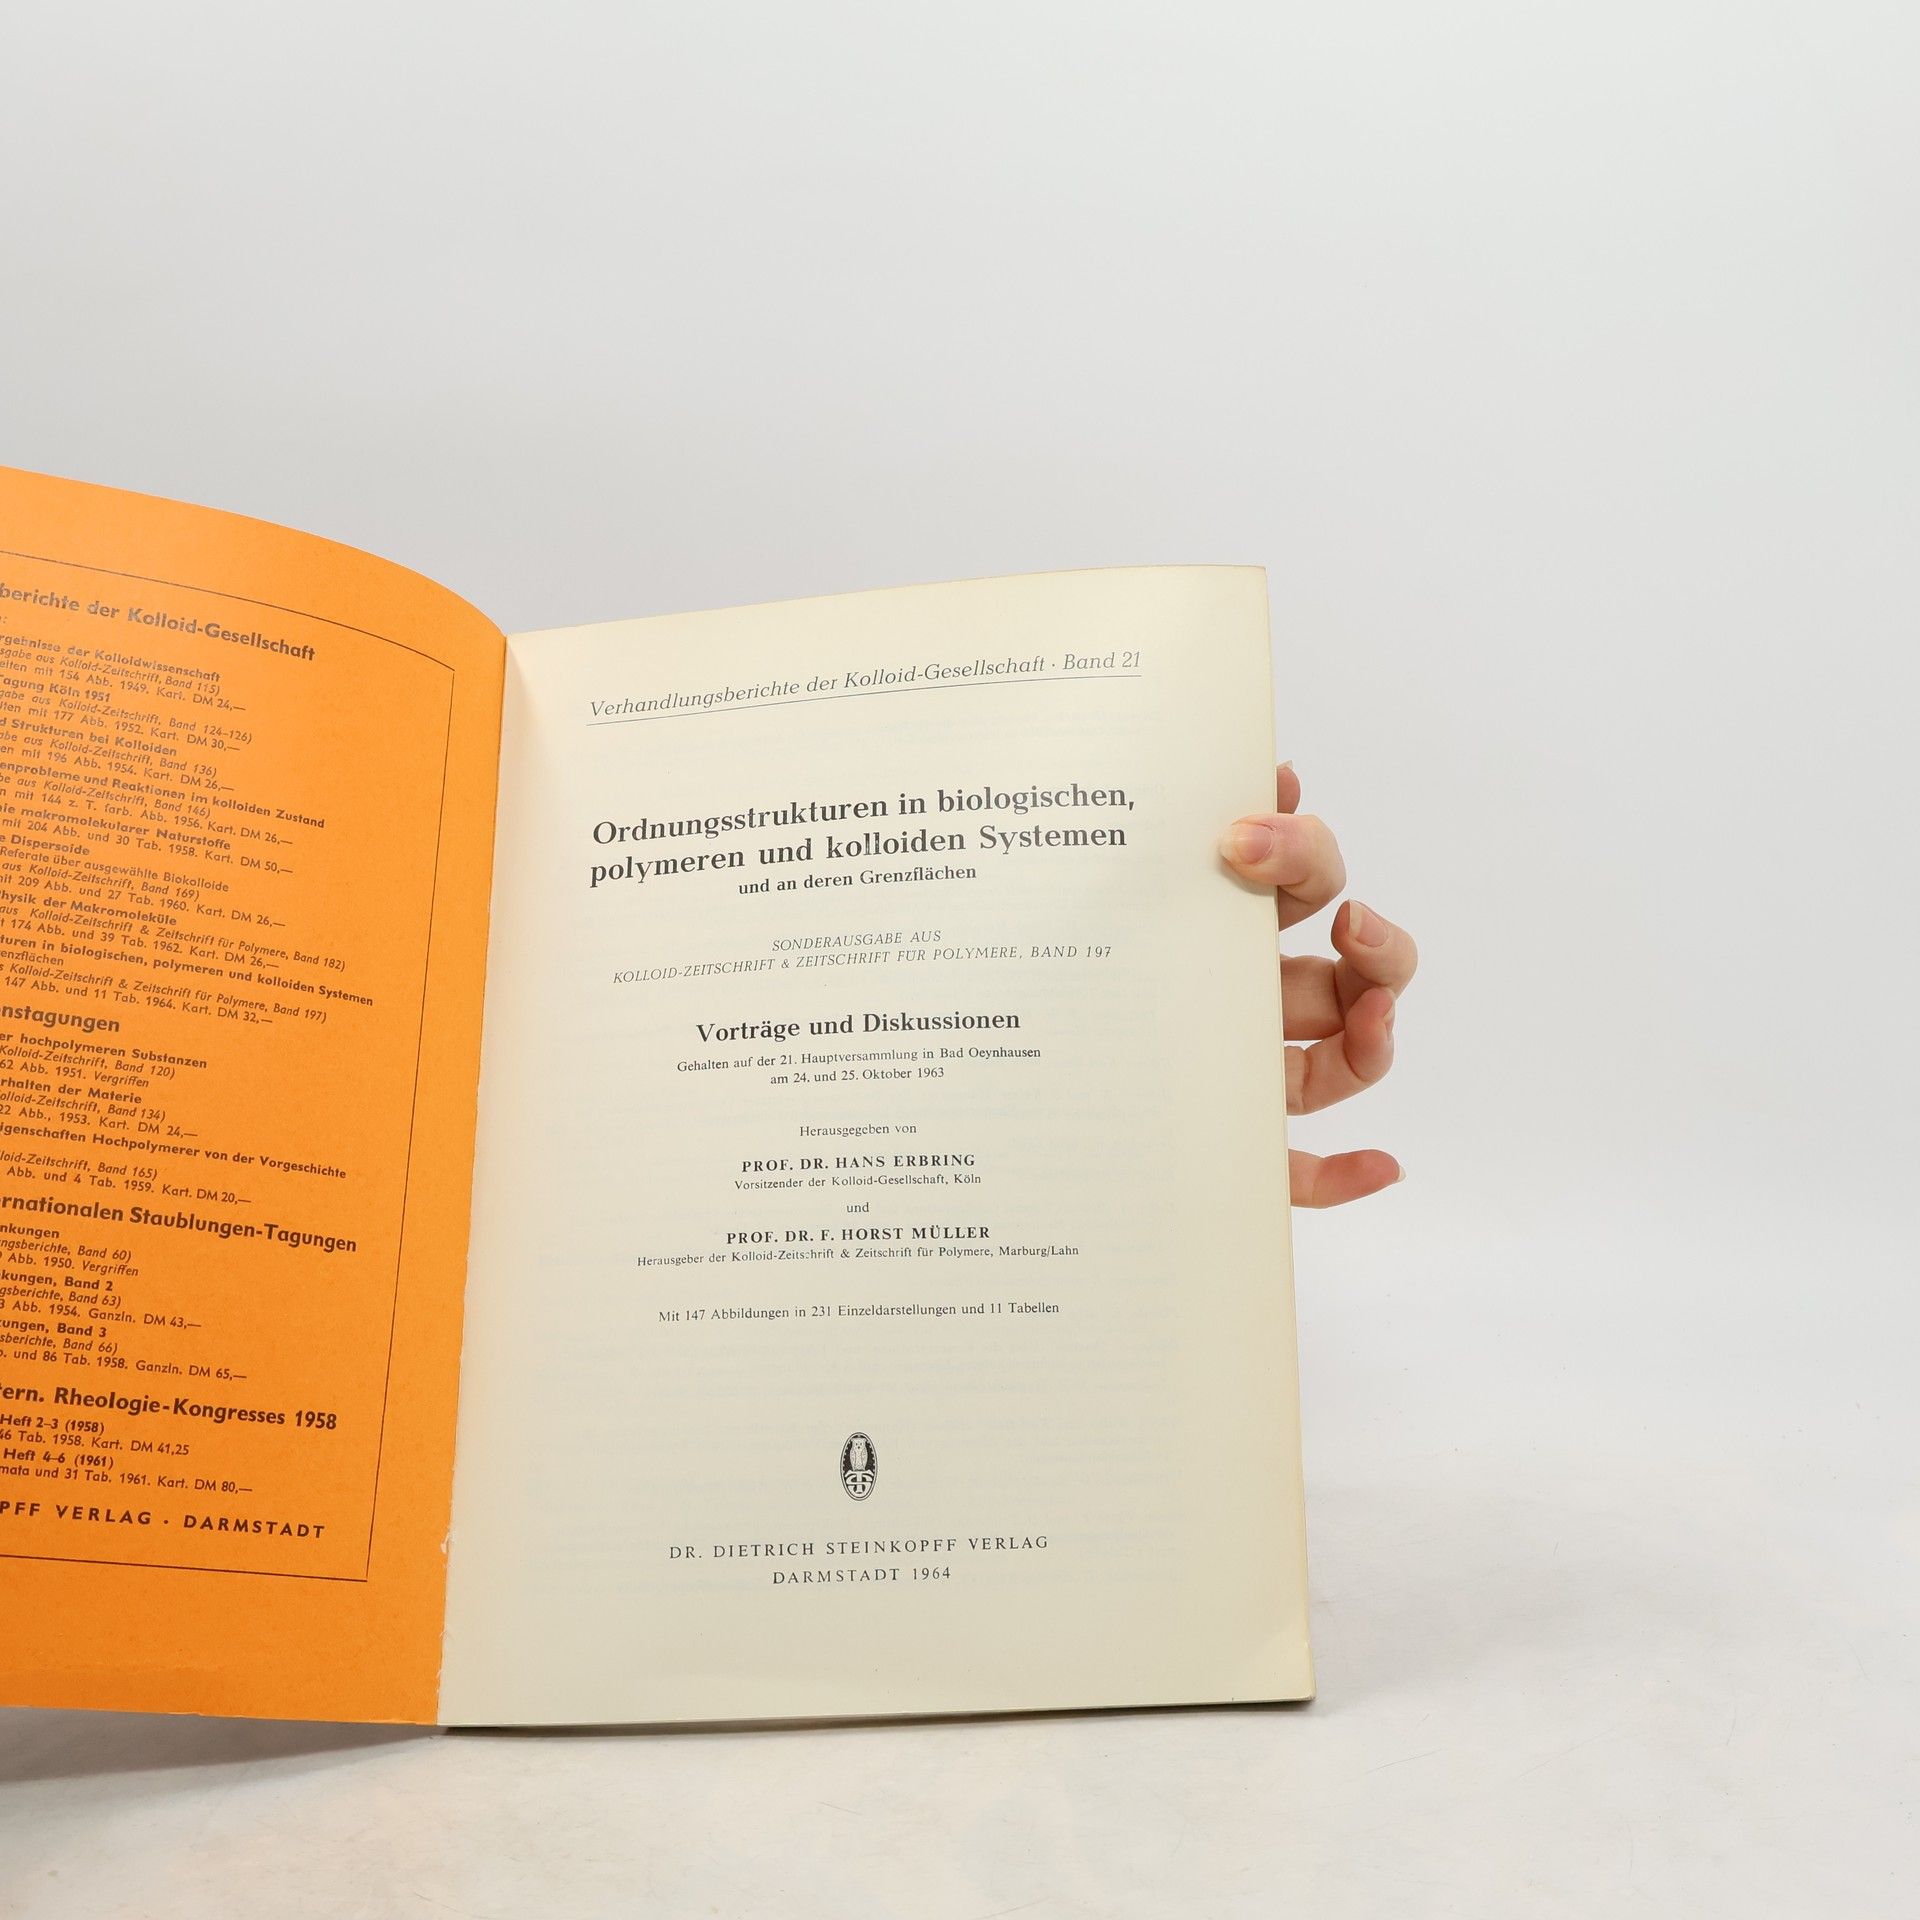 berichte der Kolloid-Gesellschaft
rgebnisse der Kolloidwissenschaft
aus Kolloid-Zeitschrift, Band 115)
mit 154 Abb. 1949. Kart. DM 24,—
Tagung Köln 1951
aus Kolloid-Zeitschrift, Band 124-126)
mit 177 Abb. 1952. Kart. DM 30,—
d Strukturen bei Kolloiden
aus Kolloid-Zeitschrift, Band 136)
mit 196 Abb. 1954. Kart. DM 26,—
enprobleme und Reaktionen im kolloiden Zustand
aus Kolloid-Zeitschrift, Band 146)
mit 144 z. T. farb. Abb. 1956. Kart. DM 26,—
ie makromolekularer Naturstoffe
mit 204 Abb. und 30 Tab. 1958. Kart. DM 50,—
e Dispersoide
Referate über ausgewählte Biokolloide
aus Kolloid-Zeitschrift, Band 169)
mit 209 Abb. und 27 Tab. 1960. Kart. DM 26,—
hysik der Makromoleküle
aus Kolloid-Zeitschrift & Zeitschrift für Polymere, Band 182)
t 174 Abb. und 39 Tab. 1962. Kart. DM 26,—
turen in biologischen, polymeren und kolloiden Systemen
renzflächen
s Kolloid-Zeitschrift & Zeitschrift für Polymere, Band 197)
147 Abb. und 11 Tab. 1964. Kart. DM 32,—
nstagungen
er hochpolymeren Substanzen
Kolloid-Zeitschrift, Band 120)
62 Abb. 1951. Vergriffen
rhalten der Materie
olloid-Zeitschrift, Band 134)
22 Abb., 1953. Kart. DM 24,—
igenschaften Hochpolymerer von der Vorgeschichte
loid-Zeitschrift, Band 165)
Abb. und 4 Tab. 1959. Kart. DM 20,—
rnationalen Staublungen-Tagungen
nkungen
ngsberichte, Band 60)
Abb. 1950. Vergriffen
kungen, Band 2
gsberichte, Band 63)
3 Abb. 1954. Ganzln. DM 43,—
kungen, Band 3
sberichte, Band 66)
b. und 86 Tab. 1958. Ganzln. DM 65,—
tern. Rheologie-Kongresses 1958
Heft 2-3 (1958)
46 Tab. 1958. Kart. DM 41,25
Heft 4-6 (1961)
mata und 31 Tab. 1961. Kart. DM 80,—
PFF VERLAG · DARMSTADT
Verhandlungsberichte der Kolloid-Gesellschaft · Band 21
Ordnungsstrukturen in biologischen,
polymeren und kolloiden Systemen
und an deren Grenzflächen
SONDERAUSGABE AUS
KOLLOID-ZEITSCHRIFT & ZEITSCHRIFT FÜR POLYMERE, BAND 197
Vorträge und Diskussionen
Gehalten auf der 21. Hauptversammlung in Bad Oeynhausen
am 24. und 25. Oktober 1963
Herausgegeben von
PROF. DR. HANS ERBRING
Vorsitzender der Kolloid-Gesellschaft, Köln
und
PROF. DR. F. HORST MÜLLER
Herausgeber der Kolloid-Zeitschrift & Zeitschrift für Polymere, Marburg/Lahn
Mit 147 Abbildungen in 231 Einzeldarstellungen und 11 Tabellen
DR. DIETRICH STEINKOPFF VERLAG
DARMSTADT 1964